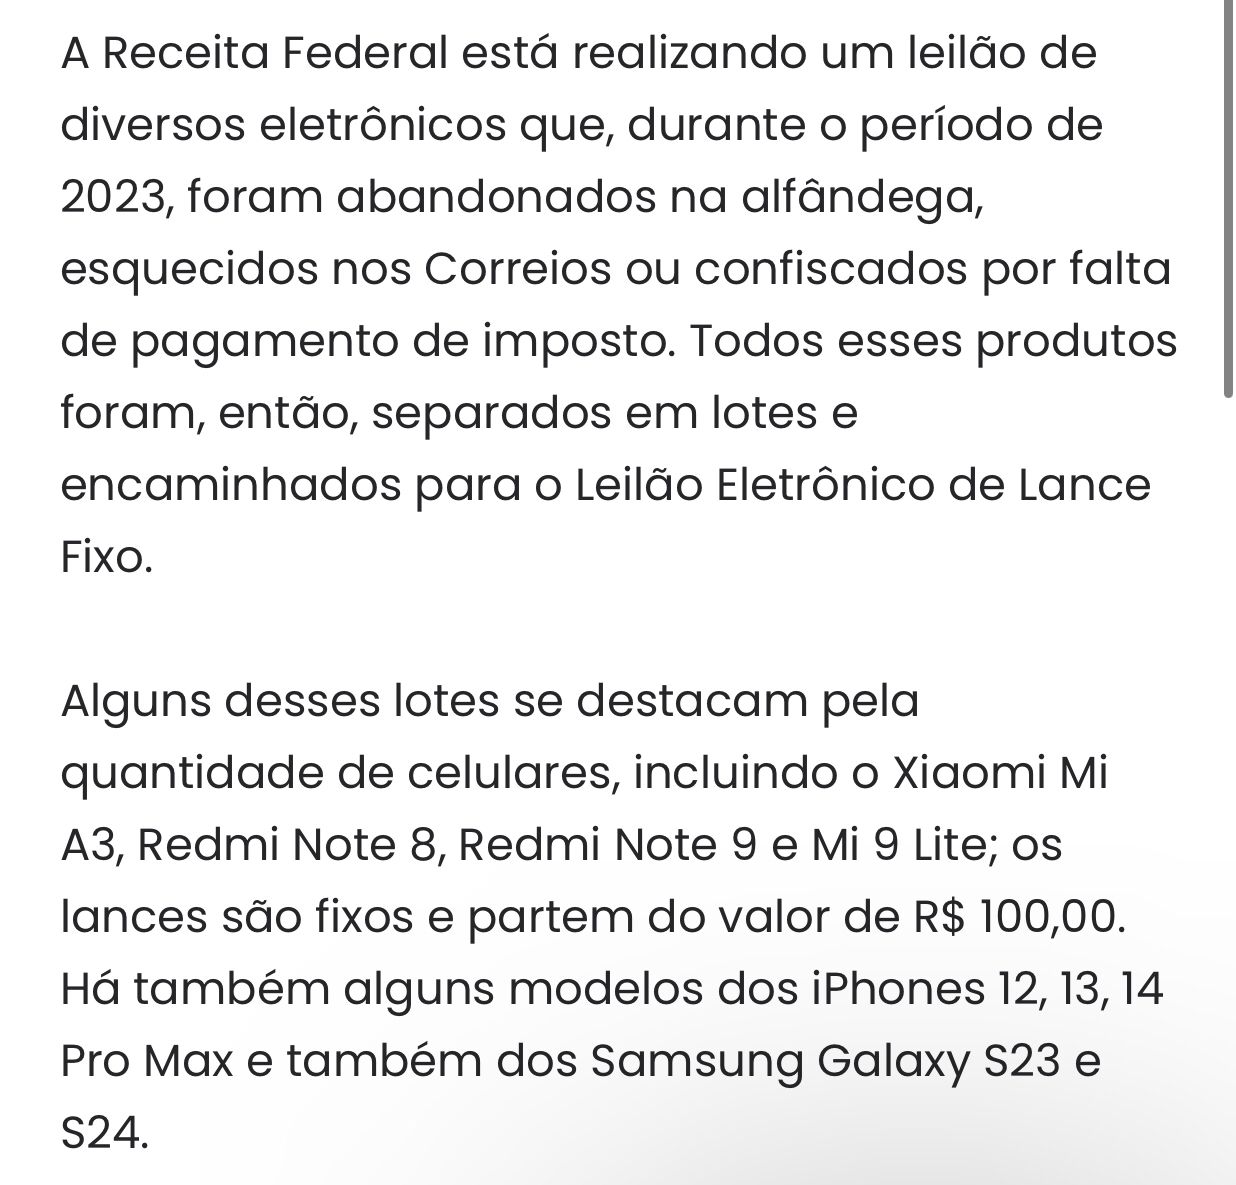 A Receita Federal está realizando um leilão de
diversos eletrônicos que, durante o período de
2023, foram abandonados na alfândega,
esquecidos nos Correios ou confiscados por falta
de pagamento de imposto. Todos esses produtos
foram, então, separados em lotes e
encaminhados para o Leilão Eletrônico de Lance
Fixo.
Alguns desses lotes se destacam pela
quantidade de celulares, incluindo o Xiaomi Mi
A3, Redmi Note 8, Redmi Note 9 e Mi 9 Lite; os
lances são fixos e partem do valor de R$ 100,00.
Há também alguns modelos dos iPhones 12, 13, 14
Pro Max e também dos Samsung Galaxy S23 e
S24.